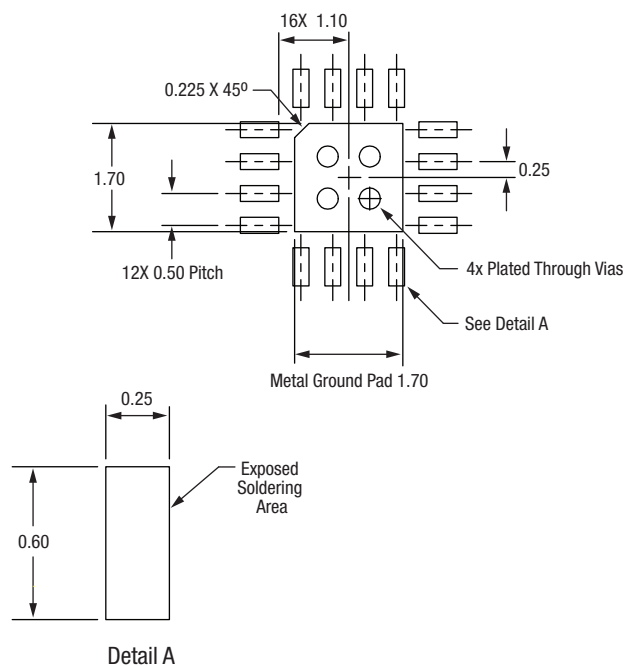 16X 1.10
0.225 X 45º
1.70
0.25
12X 0.50 Pitch
4x Plated Through Vias
See Detail A
Metal Ground Pad 1.70
0.25
Exposed
Soldering
Area
0.60
Detail A